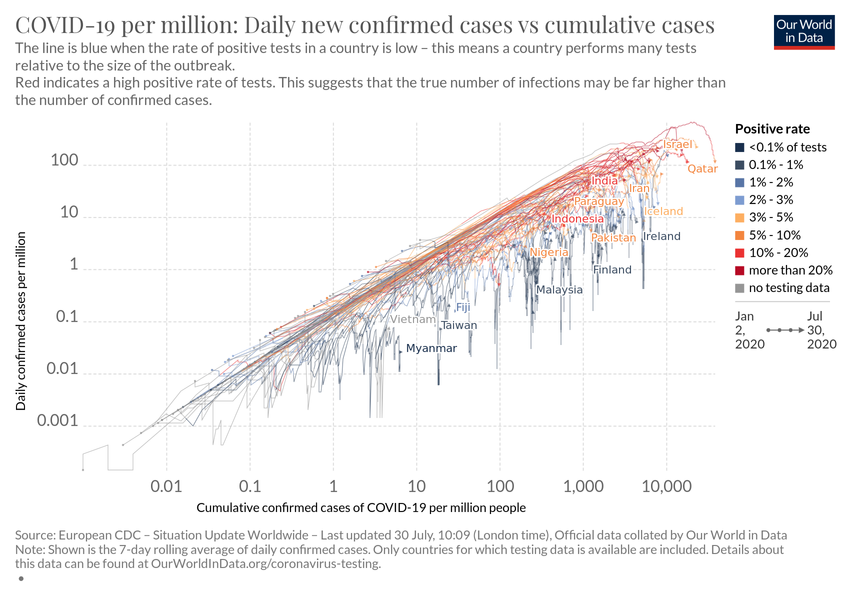 COVID-19 per million: Daily new confirmed cases vs cumulative cases
Our World
in Data
The line is blue when the rate of positive tests in a country is low – this means a country performs many tests
relative to the size of the outbreak.
Red indicates a high positive rate of tests. This suggests that the true number of infections may be far higher than
the number of confirmed cases.
Daily confirmed cases per million
100
10
1
0.1
0.01
0.001
Israel
Qatar
India
Iran
Paraguay
Iceland
Indonesia
Pakistan
Ireland
Nigeria
Finland
Malaysia
Fiji
Vietnam
Taiwan
Myanmar
0.01
0.1
1
10
100
1,000
10,000
Cumulative confirmed cases of COVID-19 per million people
Positive rate
<0.1% of tests
0.1% - 1%
1% - 2%
2% - 3%
3% - 5%
5% - 10%
10% - 20%
more than 20%
no testing data
Jan
2,
2020
Jul
30,
2020
Source: European CDC – Situation Update Worldwide – Last updated 30 July, 10:09 (London time), Official data collated by Our World in Data
Note: Shown is the 7-day rolling average of daily confirmed cases. Only countries for which testing data is available are included. Details about
this data can be found at OurWorldInData.org/coronavirus-testing.